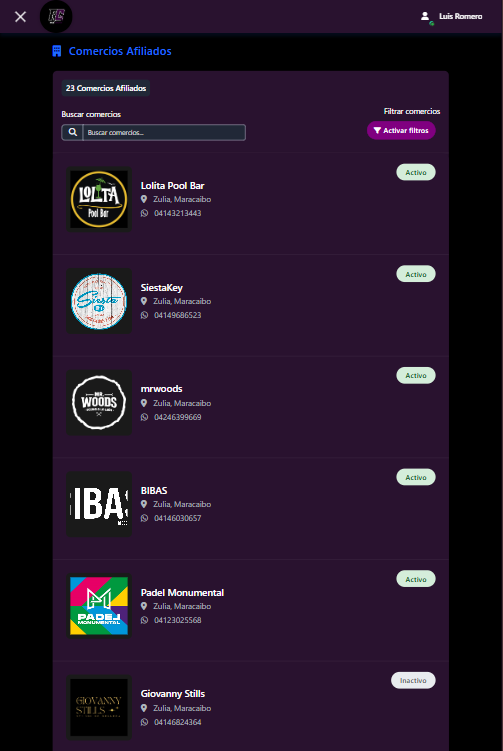 Luis Romero
Comercios Afiliados
23 Comercios Afiliados
Buscar comercios
Filtrar comercios
Buscar comercios...
Activar filtros
Activo
LOLITA
Pool Bar
Lolita Pool Bar
Zulia, Maracaibo
04143213443
Activo
Siesta
SiestaKey
Zulia, Maracaibo
04149686523
Activo
MR.
WOODS
mrwoods
Zulia, Maracaibo
04246399669
Activo
IBAS
BIBAS
Zulia, Maracaibo
04146030657
Activo
PADEL
MONUMENTAL
Padel Monumental
Zulia, Maracaibo
04123025568
Inactivo
GIOVANNY
STILLS
Giovanny Stills
Zulia, Maracaibo
04146824364